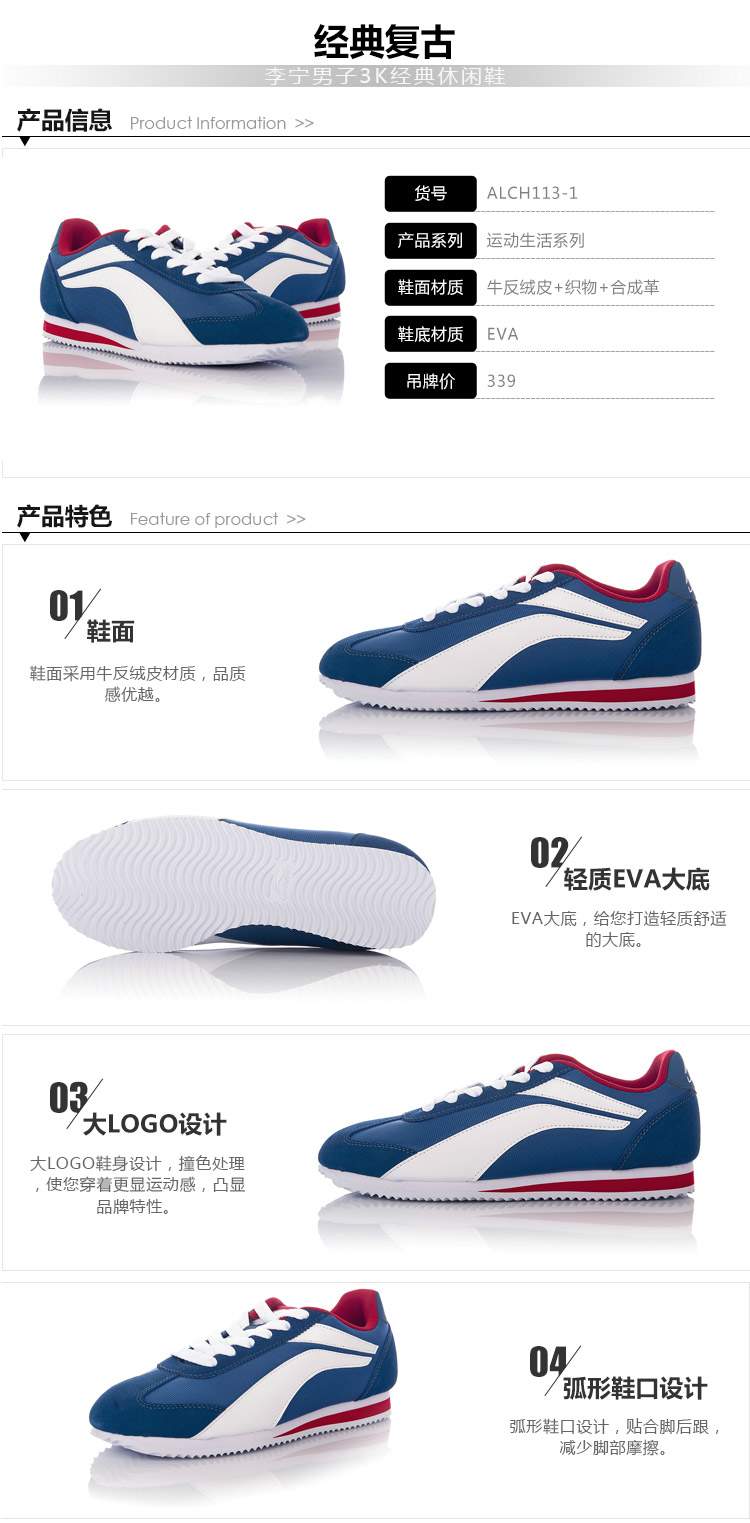 经典复古
李宁男子3K经典休闲鞋
产品信息 Product Information >>
货号 ALCH113-1
产品系列 运动生活系列
鞋面材质 牛反绒皮+织物+合成革
鞋底材质 EVA
吊牌价 339
产品特色 Feature of product >>
01
鞋面
鞋面采用牛反绒皮材质，品质
感优越。
02
轻质EVA大底
EVA大底，给您打造轻质舒适
的大底。
03
大LOGO设计
大LOGO鞋身设计，撞色处理
，使您穿着更显运动感，凸显
品牌特性。
04
弧形鞋口设计
弧形鞋口设计，贴合脚后跟，
减少脚部摩擦。